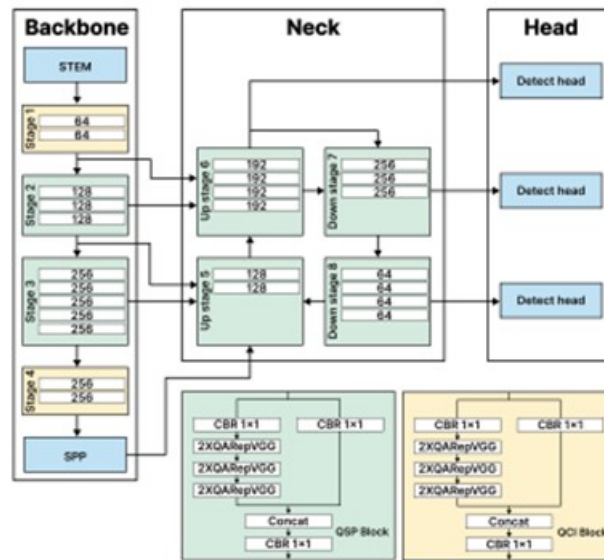 Backbone
Neck
Head
STEM
Stage 1
64
64
Stage 2
128
128
128
Stage 3
256
256
256
256
256
Stage 4
256
256
SPP
Up stage 6
192
192
192
192
Down stage 7
256
256
256
Up stage 5
128
128
Down stage 8
64
64
64
64
Detect head
Detect head
Detect head
CBR 1×1
CBR 1×1
2XQARepVGG
2XQARepVGG
2XQARepVGG
Concat
QSP Block
CBR 1×1
CBR 1×1
CBR 1×1
2XQARepVGG
2XQARepVGG
2XQARepVGG
Concat
QCI Block
CBR 1×1